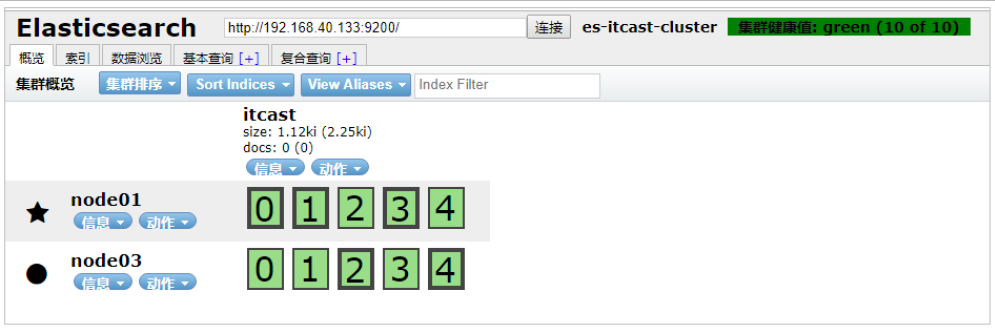 Elasticsearch http://192.168.40.133:9200/ 连接 es-itcast-cluster 集群健康值: green (10 of 10)
概览 索引 数据浏览 基本查询 [+] 复合查询 [+]
集群概览 集群排序 Sort Indices View Aliases Index Filter
itcast
size: 1.12ki (2.25ki)
docs: 0 (0)
信息 动作
node01
信息 动作
0 1 2 3 4
node03
信息 动作
0 1 2 3 4